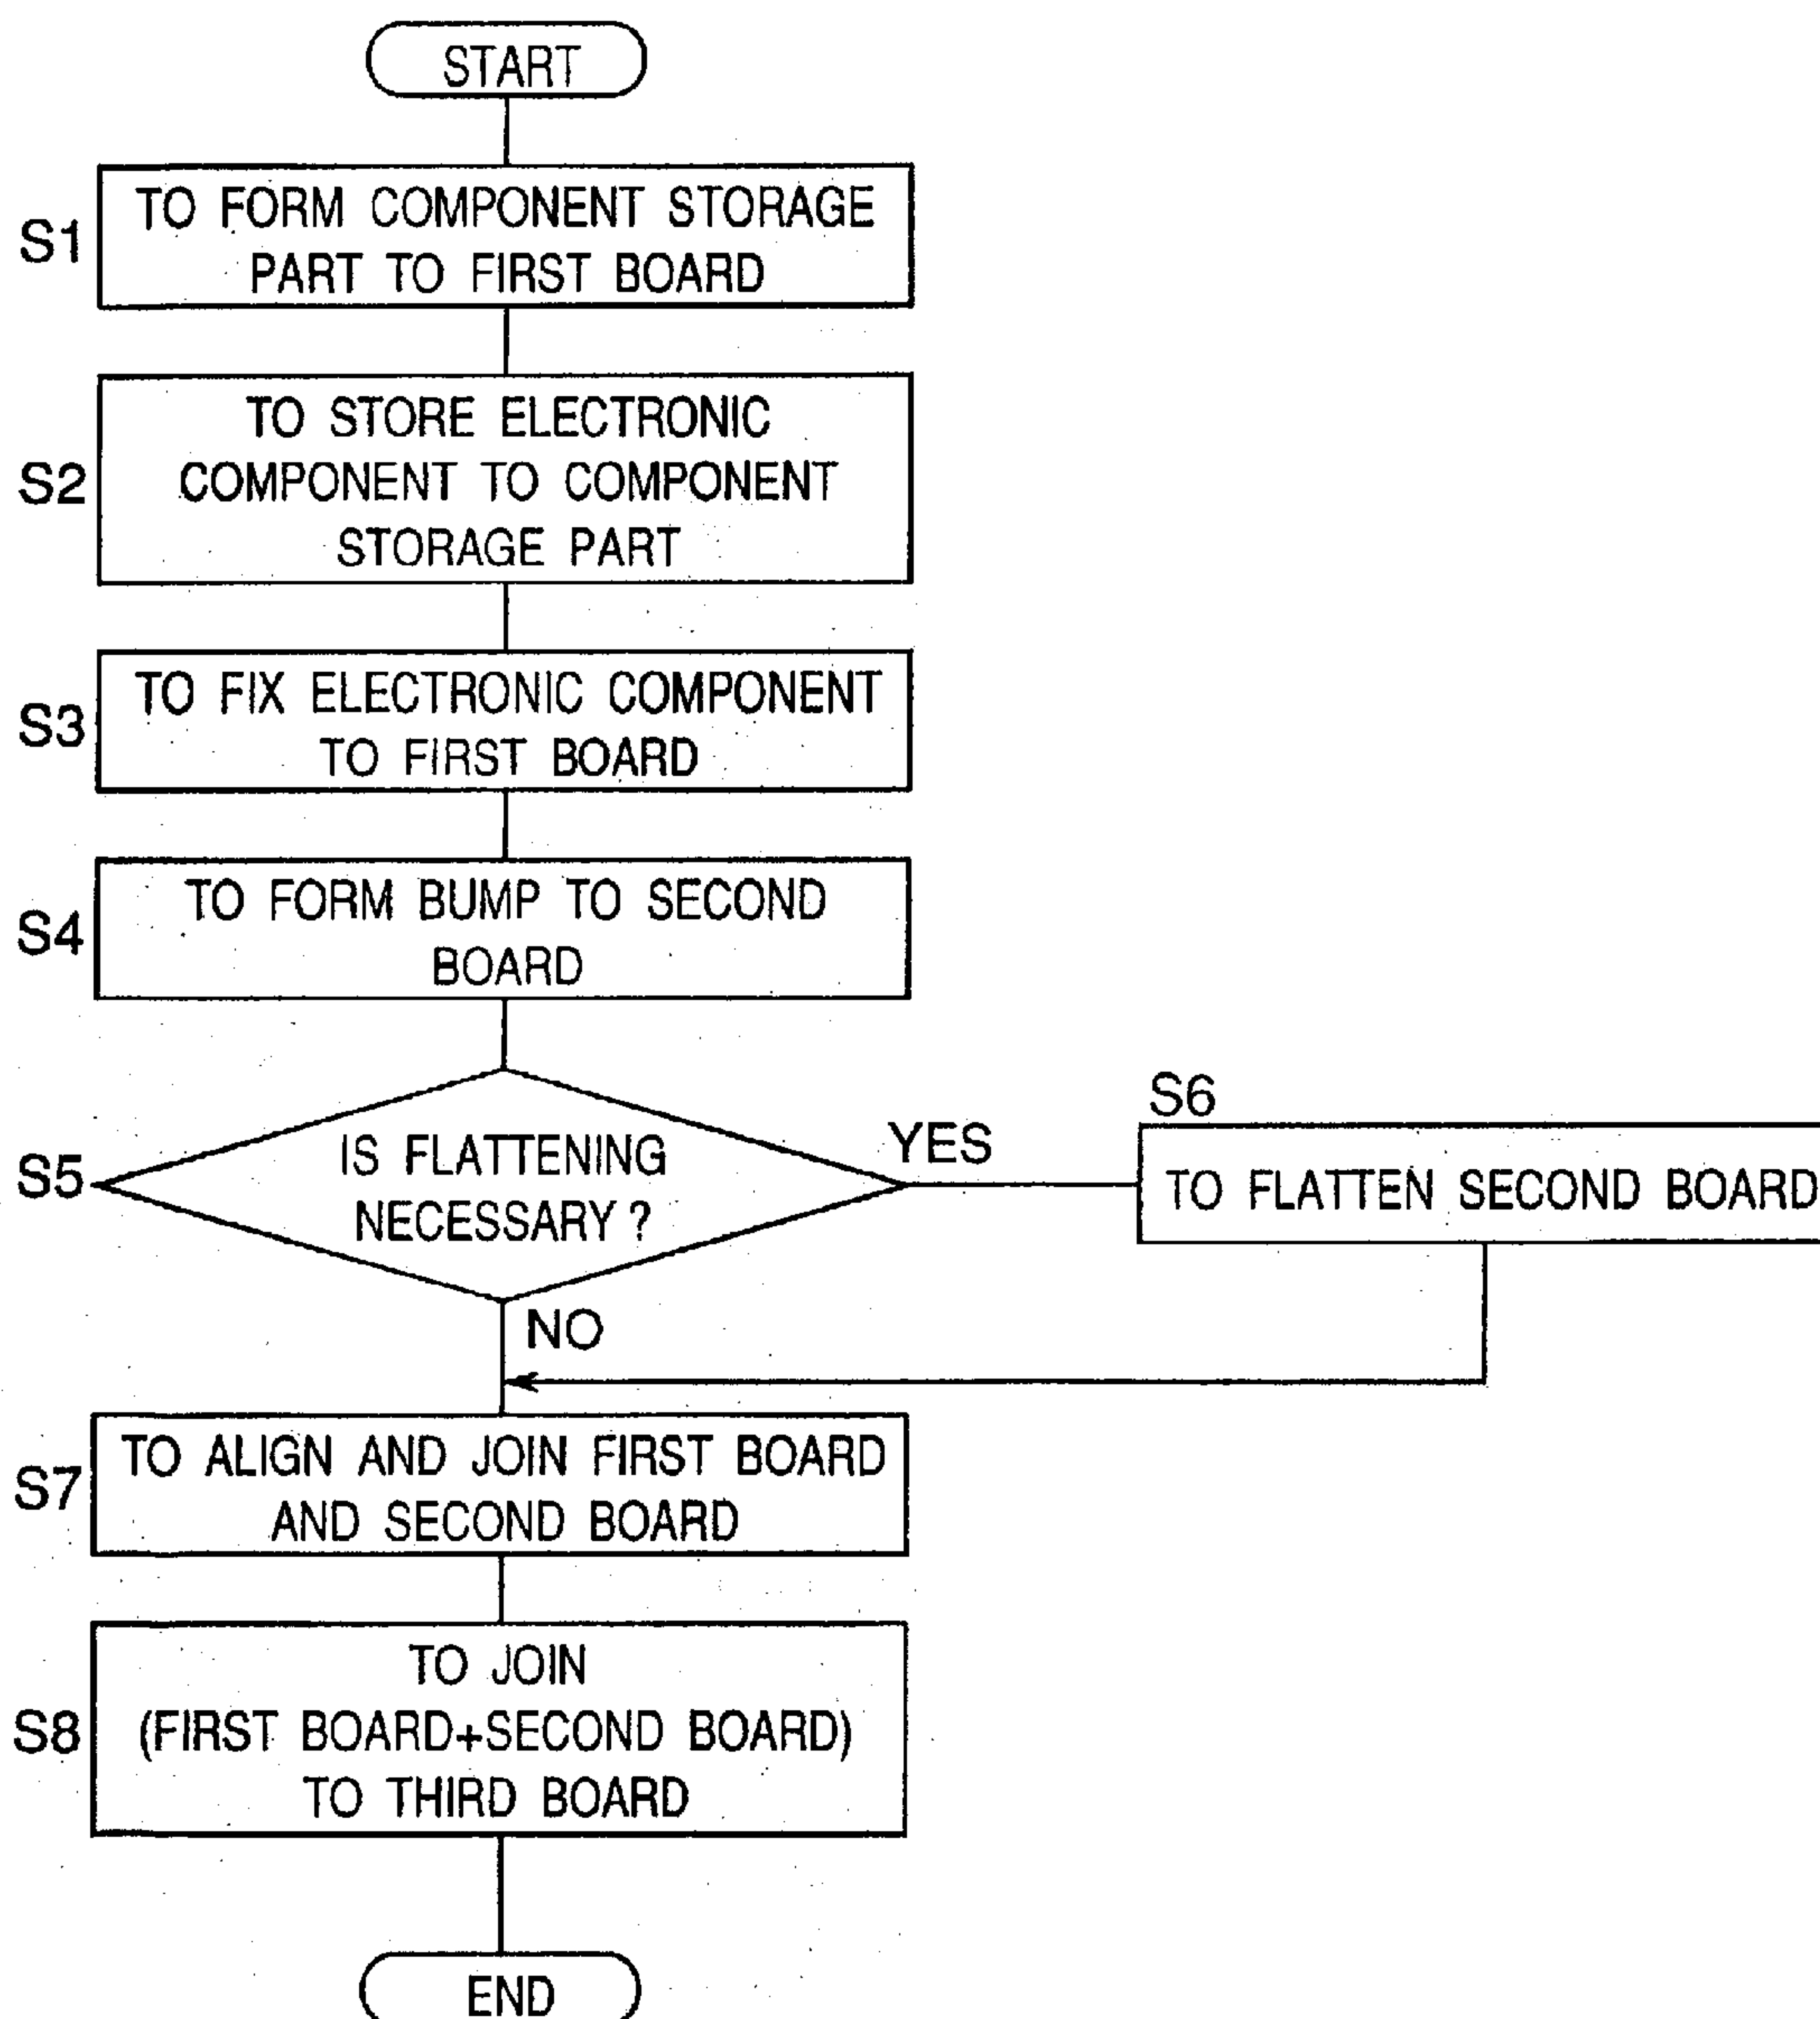 START
S1
TO FORM COMPONENT STORAGE
PART TO FIRST BOARD
S2
TO STORE ELECTRONIC
COMPONENT TO COMPONENT
STORAGE PART
S3
TO FIX ELECTRONIC COMPONENT
TO FIRST BOARD
S4
TO FORM BUMP TO SECOND
BOARD
S5
IS FLATTENING
NECESSARY ?
YES
S6
TO FLATTEN SECOND BOARD
NO
S7
TO ALIGN AND JOIN FIRST BOARD
AND SECOND BOARD
S8
TO JOIN
(FIRST BOARD+SECOND BOARD)
TO THIRD BOARD
END